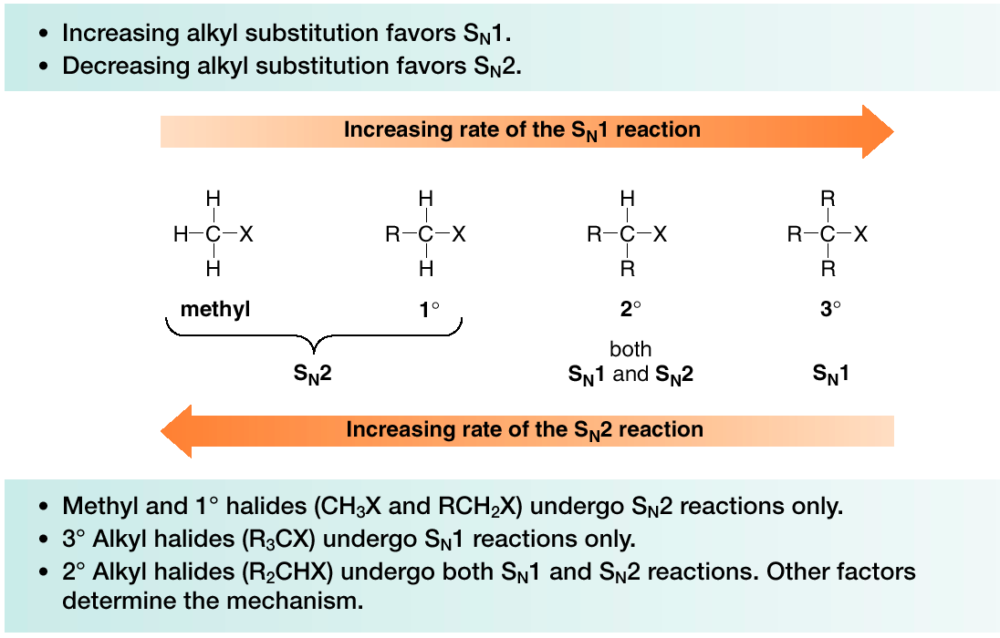 • Increasing alkyl substitution favors SN1.
• Decreasing alkyl substitution favors SN2.
Increasing rate of the SN1 reaction
H H H R
H–C–X R–C–X R–C–X R–C–X
H H R R
methyl 1° 2° 3°
both
SN2 SN1 and SN2 SN1
Increasing rate of the SN2 reaction
• Methyl and 1° halides (CH3X and RCH2X) undergo SN2 reactions only.
• 3° Alkyl halides (R3CX) undergo SN1 reactions only.
• 2° Alkyl halides (R2CHX) undergo both SN1 and SN2 reactions. Other factors
determine the mechanism.